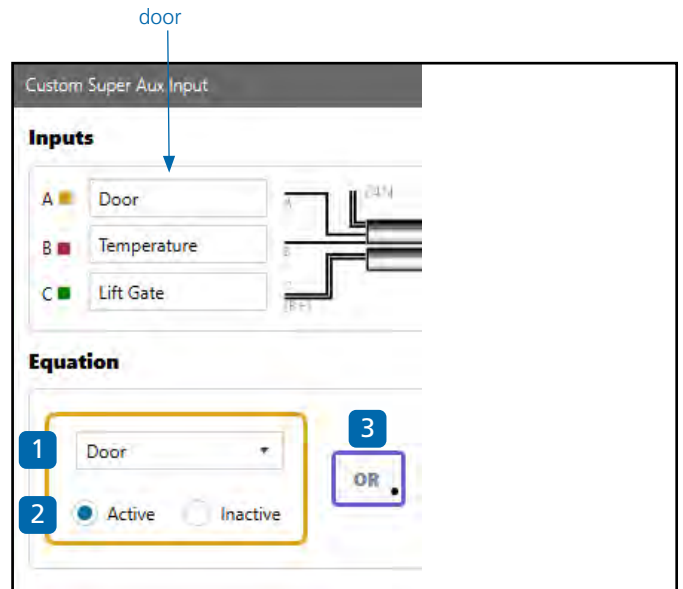 door
Custom Super Aux Input
Inputs
A Door
B Temperature
C Lift Gate
A
B
(B+)
Equation
1 Door
3
OR
2 Active Inactive